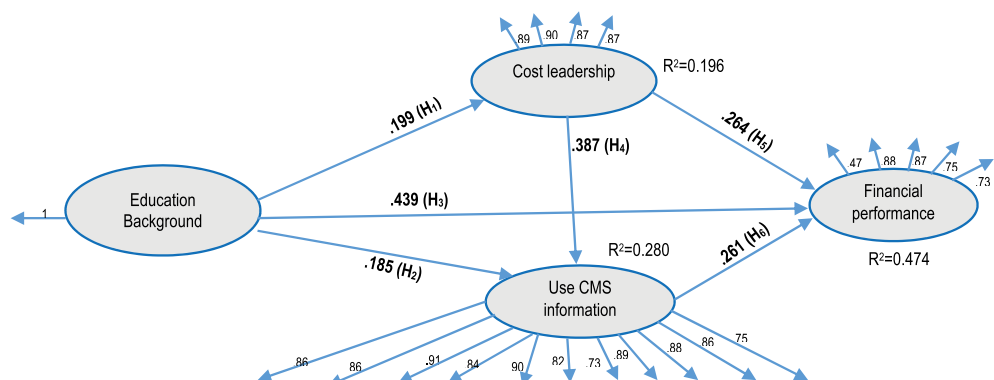 .89 .90 .87 .87
Cost leadership
R²=0.196
.199 (H₁)
.264 (H₅)
.387 (H₄)
.47 .88 .87 .75 .73
Education
Background
1
.439 (H₃)
Financial
performance
R²=0.474
.185 (H₂)
R²=0.280
.261 (H₆)
Use CMS
information
86 86 .91 84 90 82 .73 .89 .88 86 75